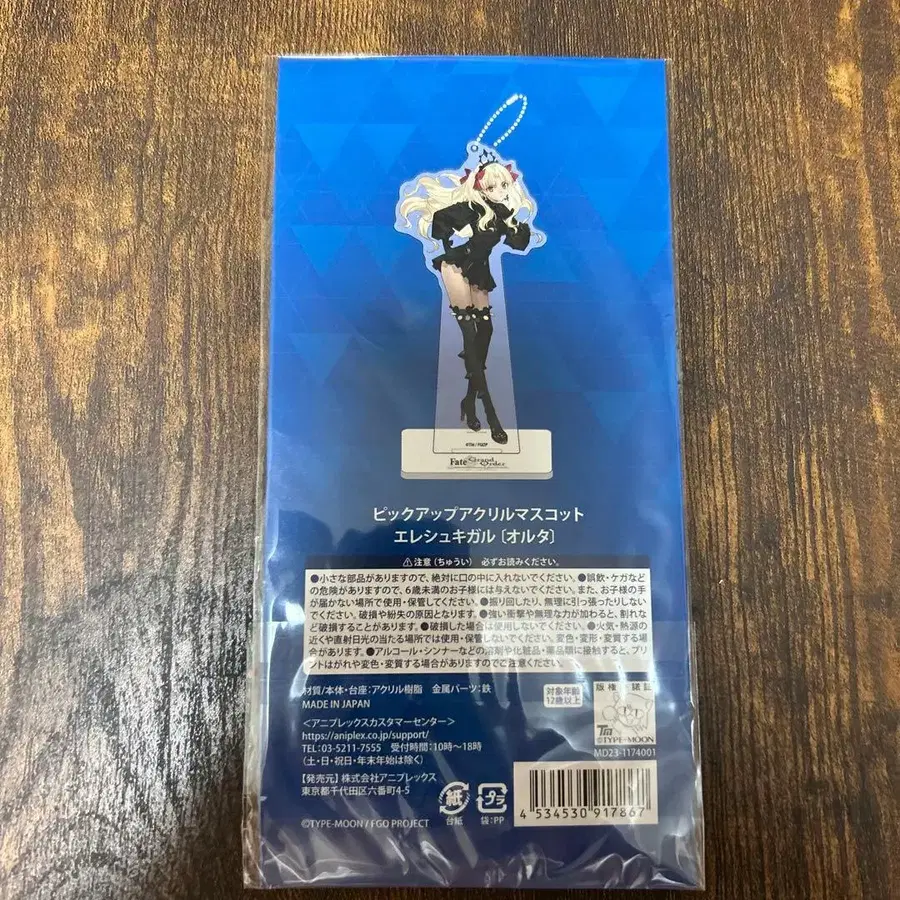 ©TM / FGOP
Fate Grand Order
ピックアップアクリルマスコット
エレシュキガル〔オルタ〕
⚠注意(ちゅうい) 必ずお読みください。
●小さな部品がありますので、絶対に口の中に入れないでください。●誤飲・ケガなど
の危険がありますので、6歳未満のお子様には与えないでください。また、お子様の手
が届かない場所で使用・保管してください。●振り回したり、無理に引っ張ったりしない
でください。破損や紛失の原因となります。●強い衝撃や無理な力が加わると、割れな
ど破損することがあります。●破損した場合は使用しないでください。●火気・熱源の
近くや直射日光の当たる場所では使用・保管しないでください。変色・変形・変質する場
合があります。●アルコール・シンナーなどの溶剤や化粧品・薬品類に接触すると、プリ
ントはがれや変色・変質する場合がありますのでご注意ください。
材質/本体・台座:アクリル樹脂 金属パーツ:鉄
MADE IN JAPAN
対象年齢
12歳以上
版権許諾証
TM
©TYPE-MOON
MD23-1174001
<アニプレックスカスタマーセンター>
https://aniplex.co.jp/support/
TEL:03-5211-7555 受付時間:10時～18時
(土・日・祝日・年末年始は除く)
【発売元】株式会社アニプレックス
東京都千代田区六番町4-5
©TYPE-MOON / FGO PROJECT
紙
台紙
プラ
袋:PP
4 534530 917867